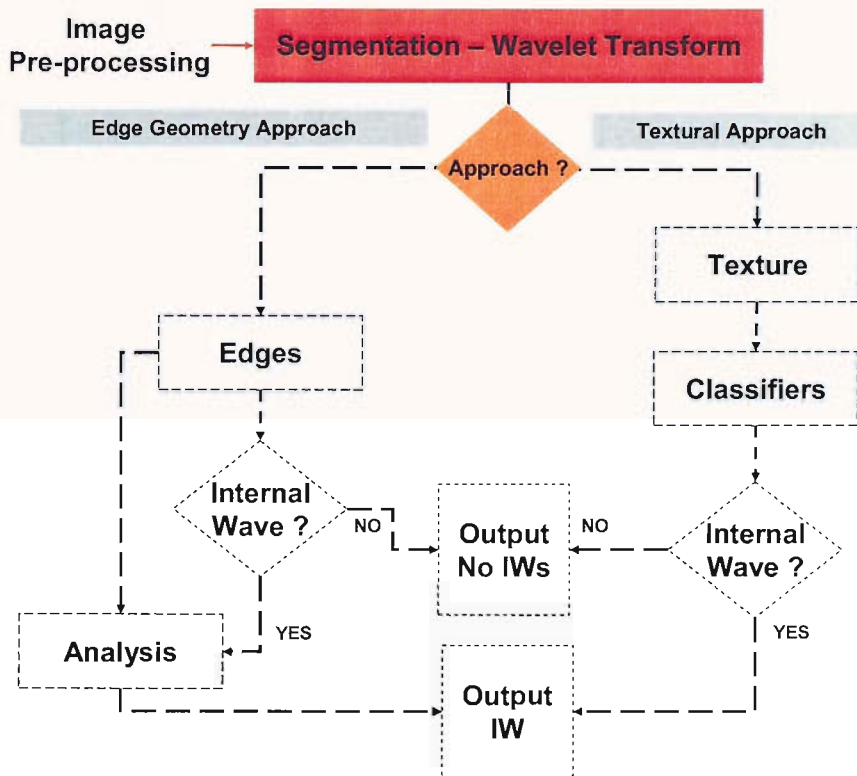 Image
Pre-processing
Segmentation – Wavelet Transform
Edge Geometry Approach
Textural Approach
Approach ?
Texture
Edges
Classifiers
Internal
Wave ?
NO
Output
No IWs
NO
Internal
Wave ?
YES
YES
Analysis
Output
IW